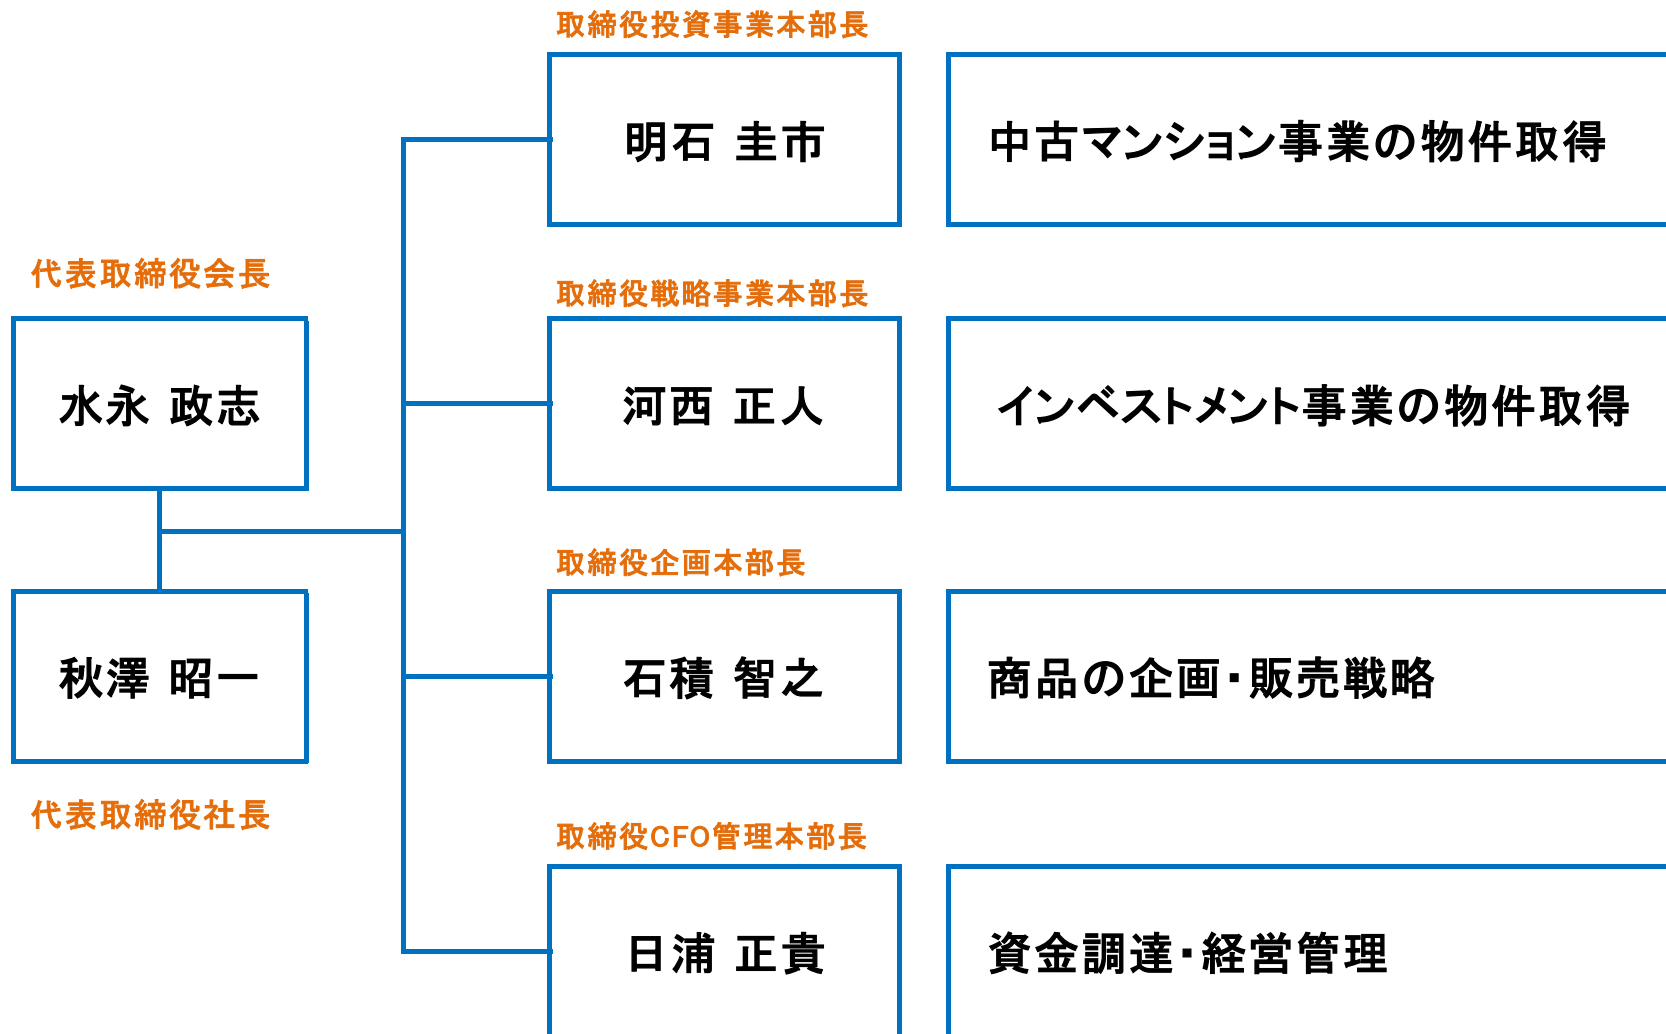 代表取締役会長
水永 政志
秋澤 昭一
代表取締役社長
取締役投資事業本部長
明石 圭市
中古マンション事業の物件取得
取締役戦略事業本部長
河西 正人
インベストメント事業の物件取得
取締役企画本部長
石積 智之
商品の企画・販売戦略
取締役CFO管理本部長
日浦 正貴
資金調達・経営管理